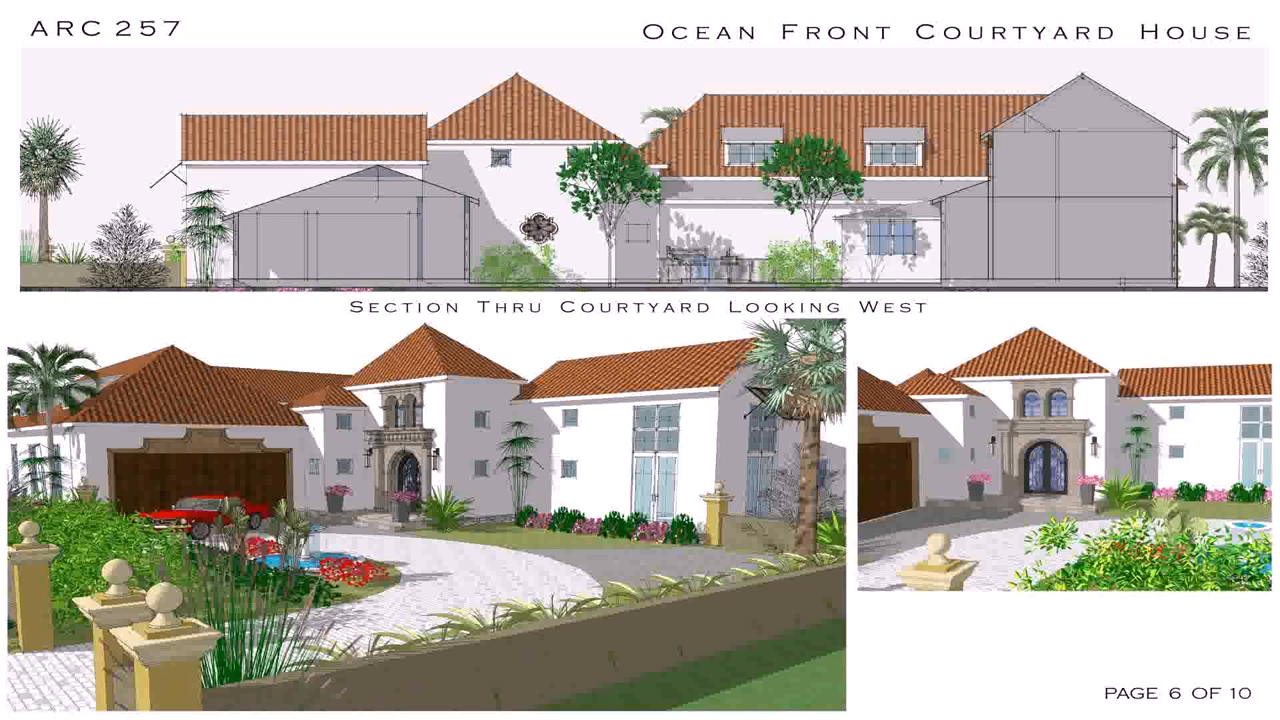 ARC 257
OCEAN FRONT COURTYARD HOUSE
SECTION THRU COURTYARD LOOKING WEST
PAGE 6 OF 10